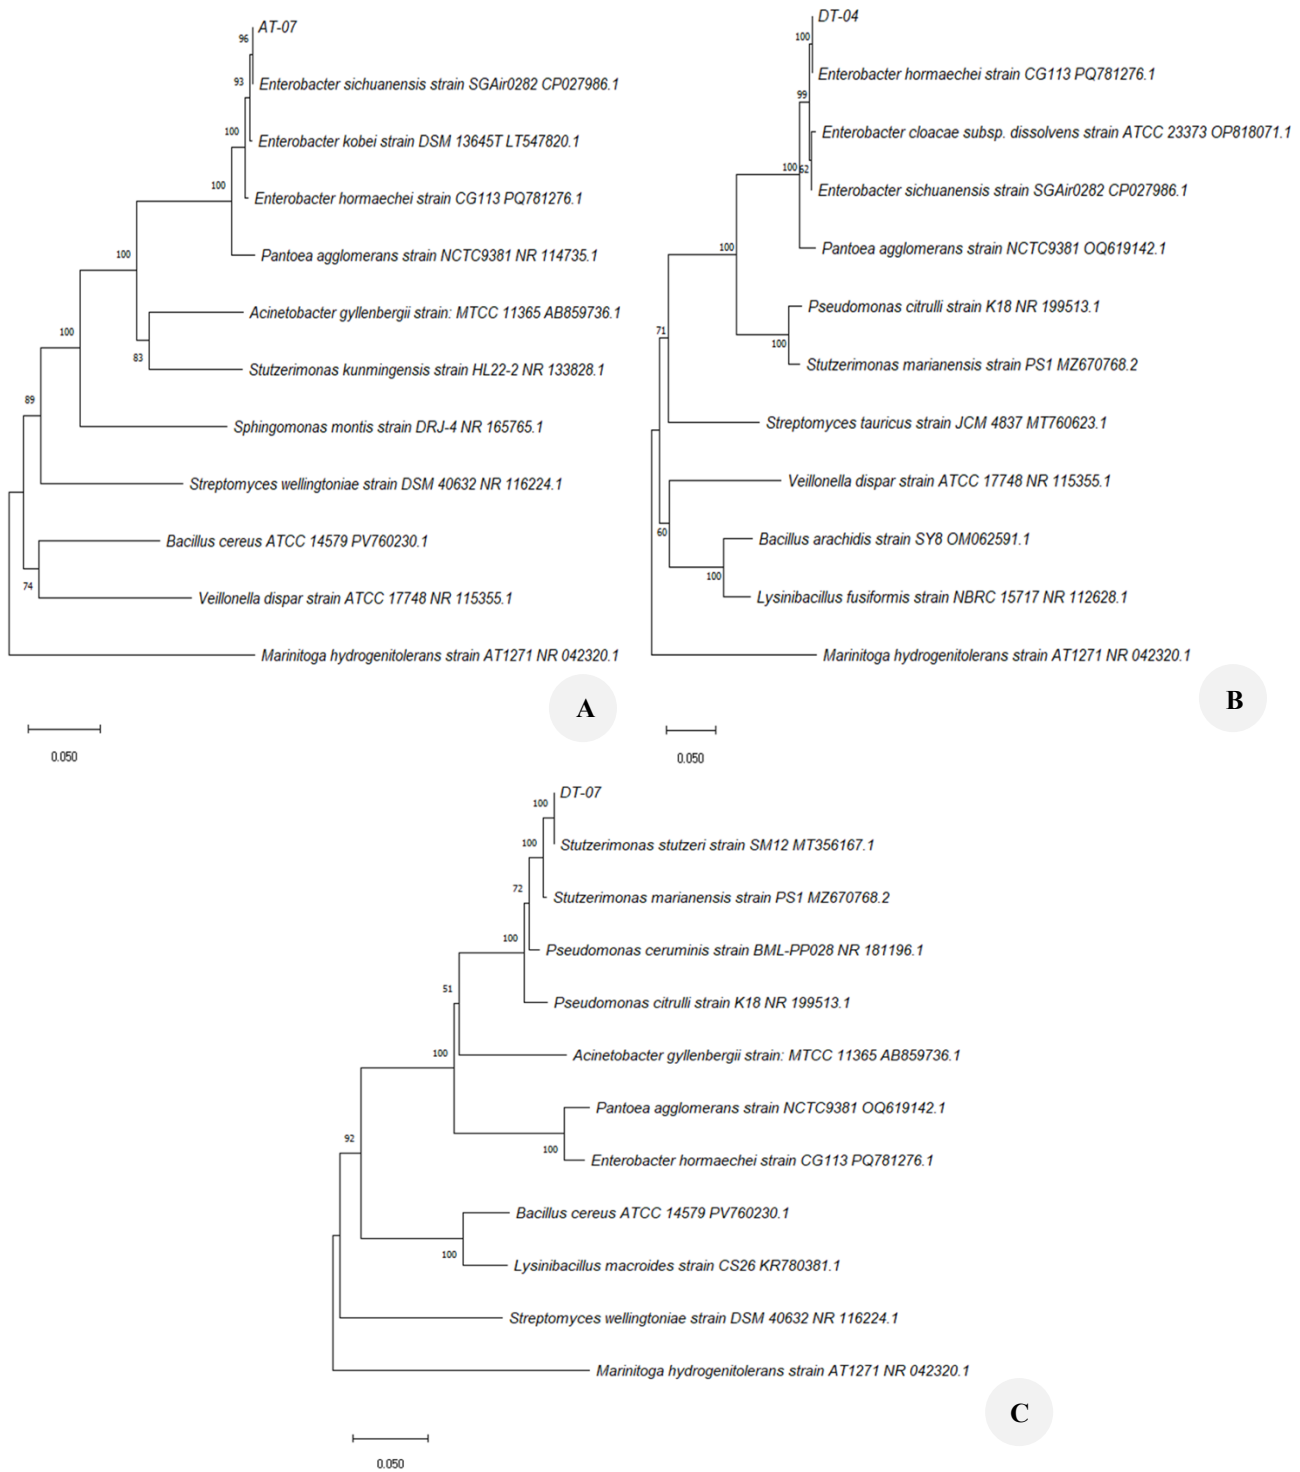 AT-07
96
Enterobacter sichuanensis strain SGAir0282 CP027986.1
93
Enterobacter kobei strain DSM 13645T LT547820.1
100
Enterobacter hormaechei strain CG113 PQ781276.1
100
Pantoea agglomerans strain NCTC9381 NR 114735.1
100
Acinetobacter gyllenbergii strain: MTCC 11365 AB859736.1
83
Stutzerimonas kunmingensis strain HL22-2 NR 133828.1
100
Sphingomonas montis strain DRJ-4 NR 165765.1
89
Streptomyces wellingtoniae strain DSM 40632 NR 116224.1
Bacillus cereus ATCC 14579 PV760230.1
74
Veillonella dispar strain ATCC 17748 NR 115355.1
Marinitoga hydrogenitolerans strain AT1271 NR 042320.1
A
0.050
DT-04
100
Enterobacter hormaechei strain CG113 PQ781276.1
99
Enterobacter cloacae subsp. dissolvens strain ATCC 23373 OP818071.1
100
62
Enterobacter sichuanensis strain SGAir0282 CP027986.1
Pantoea agglomerans strain NCTC9381 OQ619142.1
100
Pseudomonas citrulli strain K18 NR 199513.1
100
Stutzerimonas marianensis strain PS1 MZ670768.2
71
Streptomyces tauricus strain JCM 4837 MT760623.1
Veillonella dispar strain ATCC 17748 NR 115355.1
60
Bacillus arachidis strain SY8 OM062591.1
100
Lysinibacillus fusiformis strain NBRC 15717 NR 112628.1
Marinitoga hydrogenitolerans strain AT1271 NR 042320.1
B
0.050
DT-07
100
Stutzerimonas stutzeri strain SM12 MT356167.1
100
Stutzerimonas marianensis strain PS1 MZ670768.2
72
Pseudomonas ceruminis strain BML-PP028 NR 181196.1
100
Pseudomonas citrulli strain K18 NR 199513.1
51
Acinetobacter gyllenbergii strain: MTCC 11365 AB859736.1
100
Pantoea agglomerans strain NCTC9381 OQ619142.1
100
Enterobacter hormaechei strain CG113 PQ781276.1
92
Bacillus cereus ATCC 14579 PV760230.1
100
Lysinibacillus macroides strain CS26 KR780381.1
Streptomyces wellingtoniae strain DSM 40632 NR 116224.1
Marinitoga hydrogenitolerans strain AT1271 NR 042320.1
C
0.050